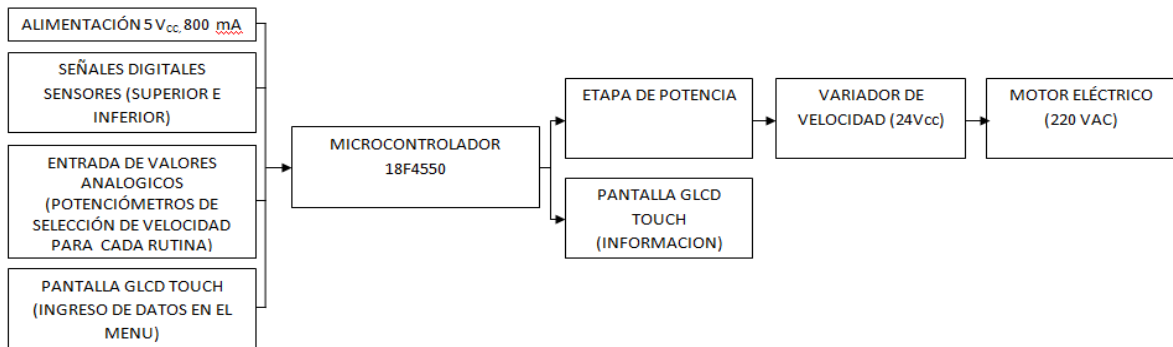 ALIMENTACIÓN 5 Vcc, 800 mA
SEÑALES DIGITALES
SENSORES (SUPERIOR E
INFERIOR)
ENTRADA DE VALORES
ANALOGICOS
(POTENCIÓMETROS DE
SELECCIÓN DE VELOCIDAD
PARA CADA RUTINA)
PANTALLA GLCD TOUCH
(INGRESO DE DATOS EN EL
MENU)
MICROCONTROLADOR
18F4550
ETAPA DE POTENCIA
PANTALLA GLCD
TOUCH
(INFORMACION)
VARIADOR DE
VELOCIDAD (24Vcc)
MOTOR ELÉCTRICO
(220 VAC)